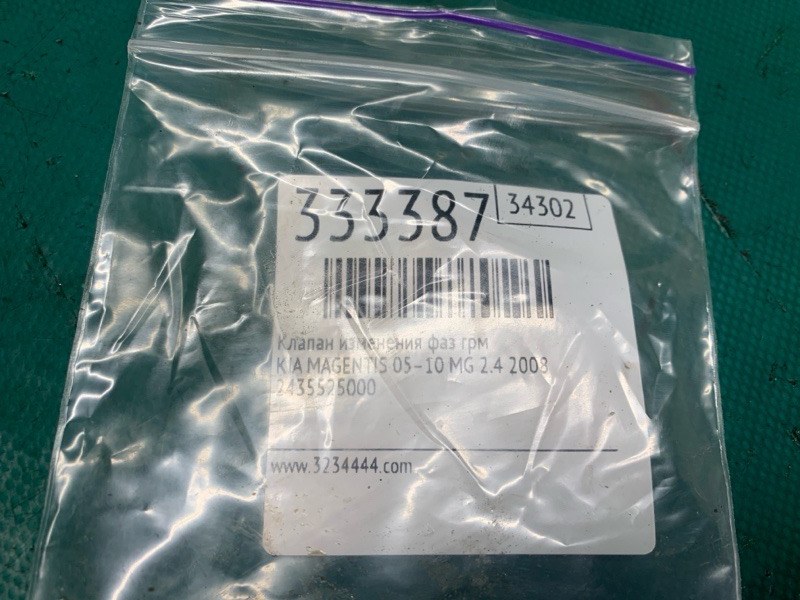 333387
34302
Клапан изменения фаз грм
KIA MAGENTIS 05-10 MG 2.4 2008
2435525000
www.3234444.com